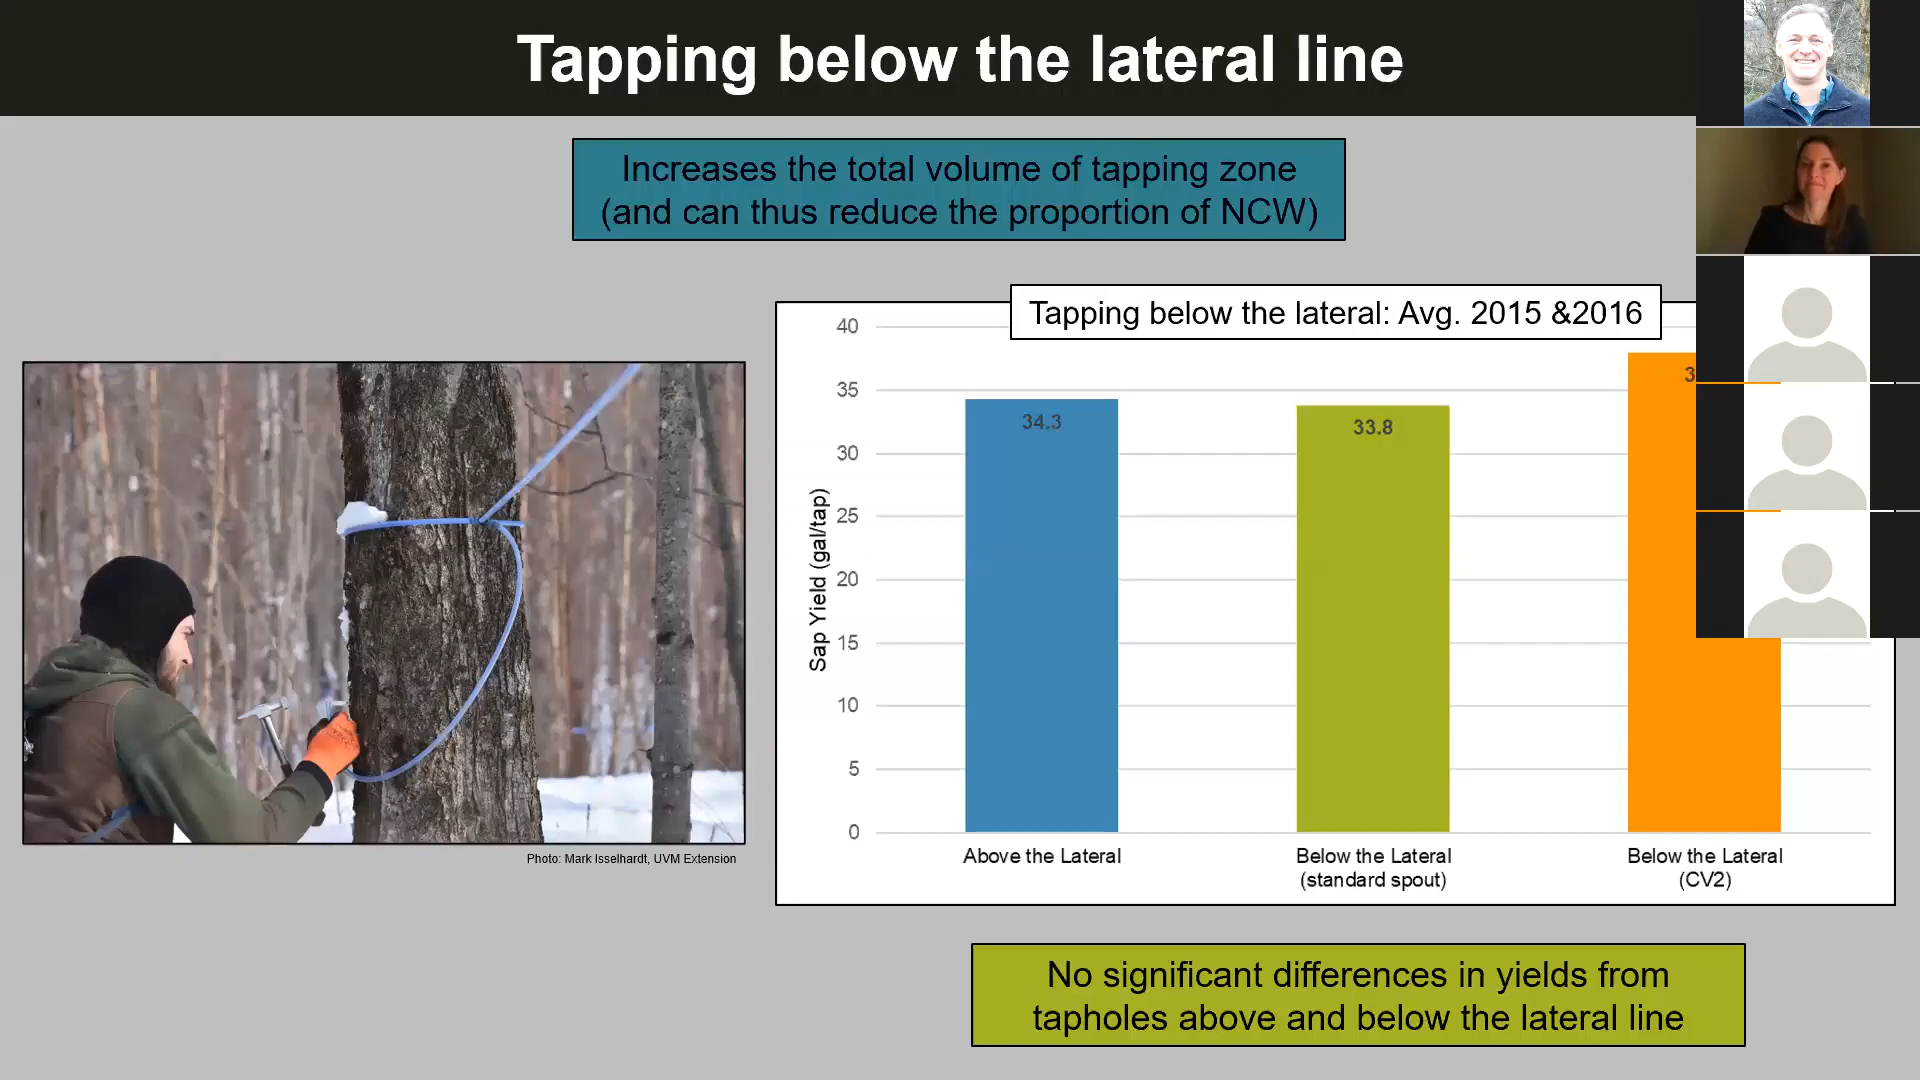 Tapping below the lateral line
Increases the total volume of tapping zone
(and can thus reduce the proportion of NCW)
Tapping below the lateral: Avg. 2015 &2016
40
35
30
25
20
15
10
5
0
Sap Yield (gal/tap)
34.3
33.8
Above the Lateral
Below the Lateral
(standard spout)
Below the Lateral
(CV2)
Photo: Mark Isselhardt, UVM Extension
No significant differences in yields from
tapholes above and below the lateral line